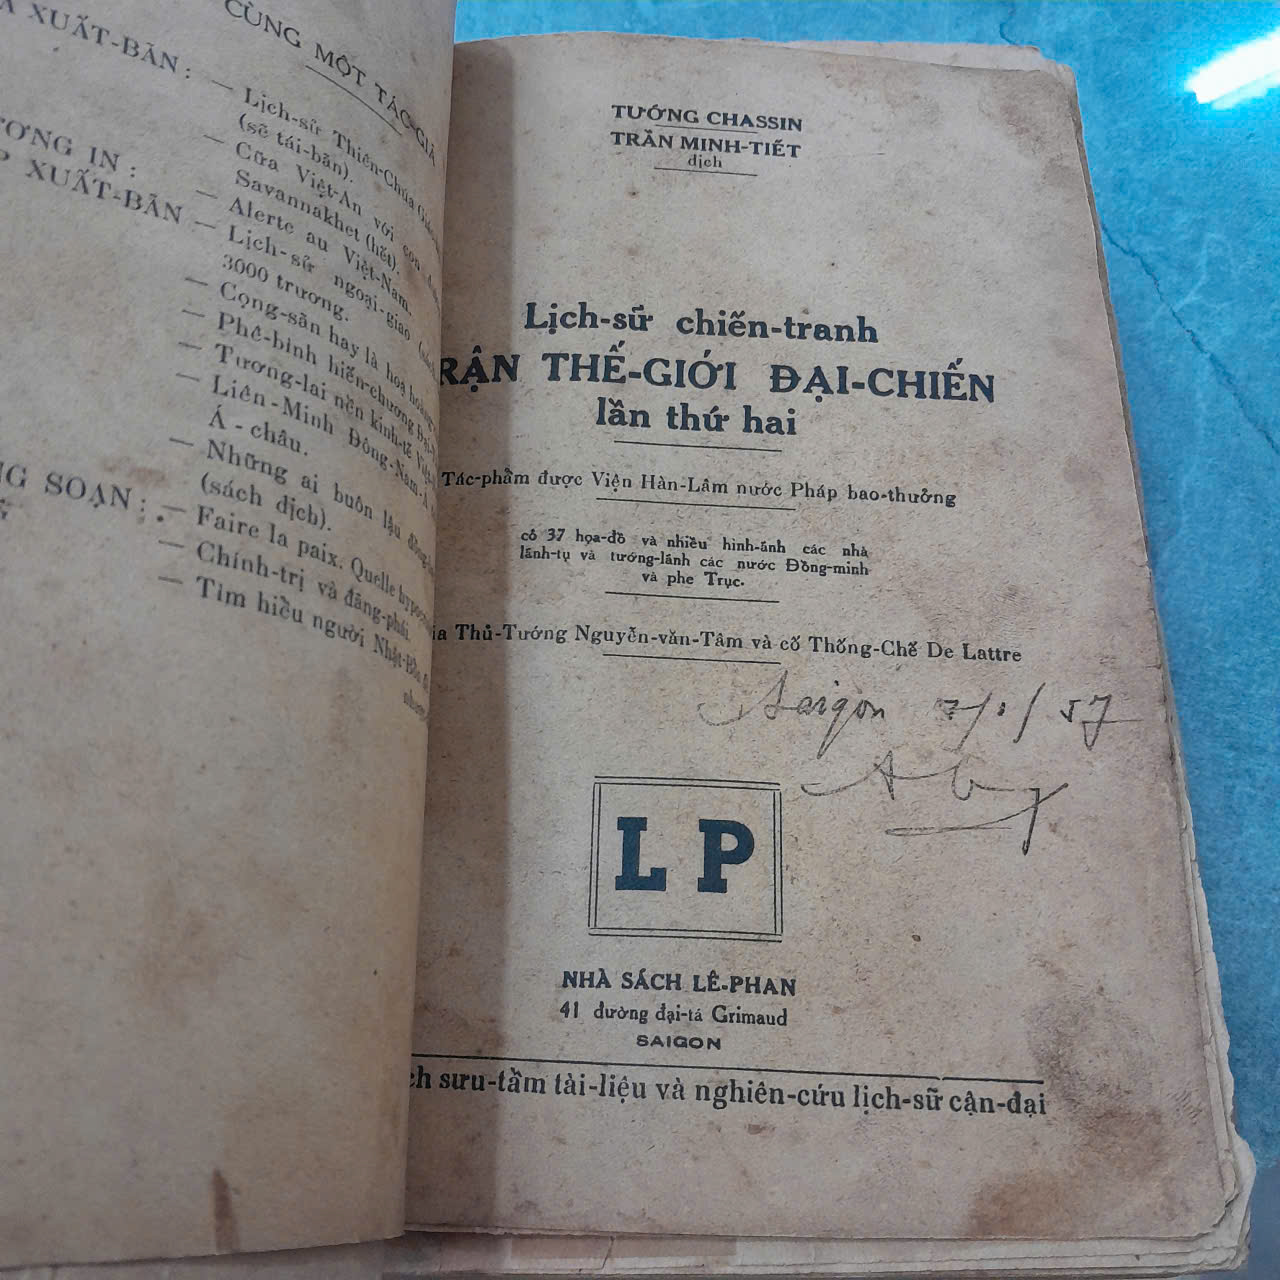 CÙNG MỘT TÁC-GIẢ
XUẤT-BẢN :
— Lịch-sử Thiên-Chúa
(sẽ tái-bản).
— Cửa Việt-An với con
Savannakhet (hết).
— Alerte au Việt-Nam.
IN :
XUẤT-BẢN
— Lịch-sử ngoại-giao
3000 trương.
— Cọng-sản hay là hoạ
— Phê-bình hiến-chương
— Tương-lai nền kinh-tế
— Liên-Minh Đông-Nam-Á
Á-châu.
— Những ai buôn lậu
(sách dịch).
SOẠN :
— Faire la paix. Quelle
— Chính-trị và đảng-phái.
— Tìm hiểu người Nhật-Bản
TƯỚNG CHASSIN
TRẦN MINH-TIẾT
dịch
Lịch-sử chiến-tranh
RẬN THẾ-GIỚI ĐẠI-CHIẾN
lần thứ hai
Tác-phẩm được Viện Hàn-Lâm nước Pháp bao-thưởng
có 37 họa-đồ và nhiều hình-ảnh các nhà
lãnh-tụ và tướng-lãnh các nước Đồng-minh
và phe Trục.
Thủ-Tướng Nguyễn-văn-Tâm và cố Thống-Chế De Lattre
Saigon 7/1/57
L P
NHÀ SÁCH LÊ-PHAN
41 đường đại-tá Grimaud
SAIGON
ch sưu-tầm tài-liệu và nghiên-cứu lịch-sử cận-đại